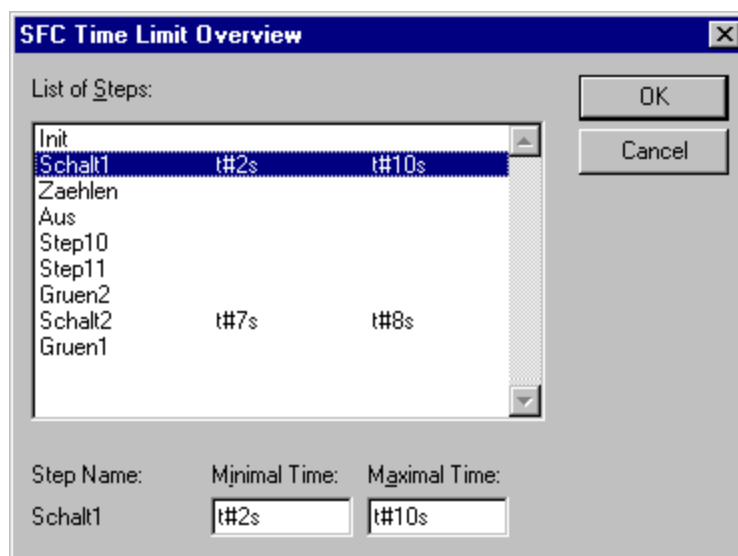 SFC Time Limit Overview
List of Steps:
OK
Init
Schalt1 t#2s t#10s
Cancel
Zaehlen
Aus
Step10
Step11
Gruen2
Schalt2 t#7s t#8s
Gruen1
Step Name: Minimal Time: Maximal Time:
Schalt1 t#2s t#10s